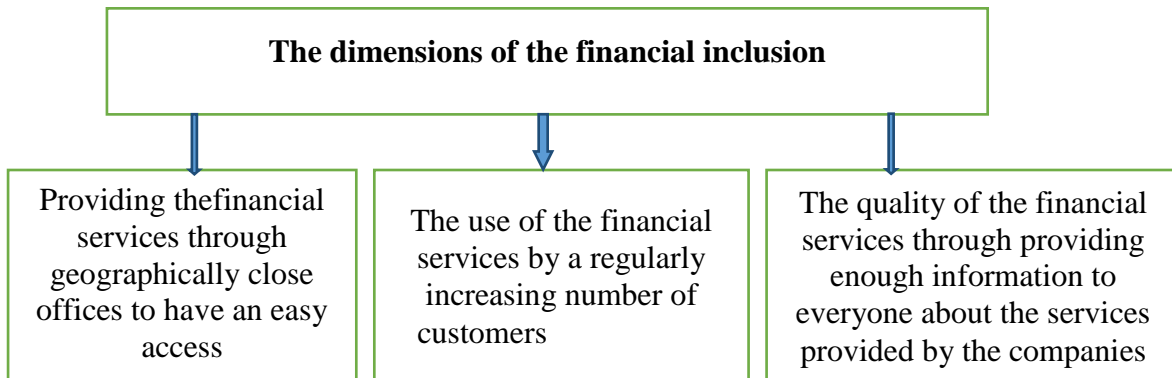 The dimensions of the financial inclusion
Providing thefinancial
services through
geographically close
offices to have an easy
access
The use of the financial
services by a regularly
increasing number of
customers
The quality of the financial
services through providing
enough information to
everyone about the services
provided by the companies